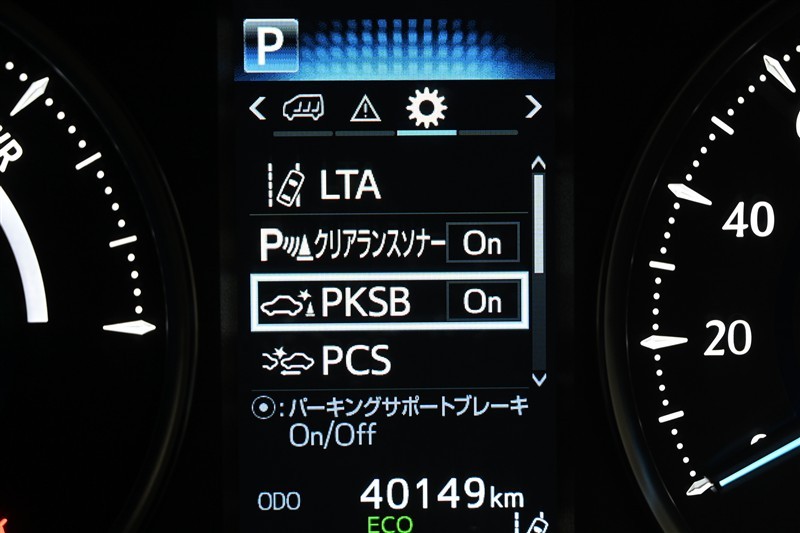 P
LTA
クリアランスソナー On
PKSB On
PCS
⦿:パーキングサポートブレーキ
On/Off
40
20
ODO 40149km
ECO